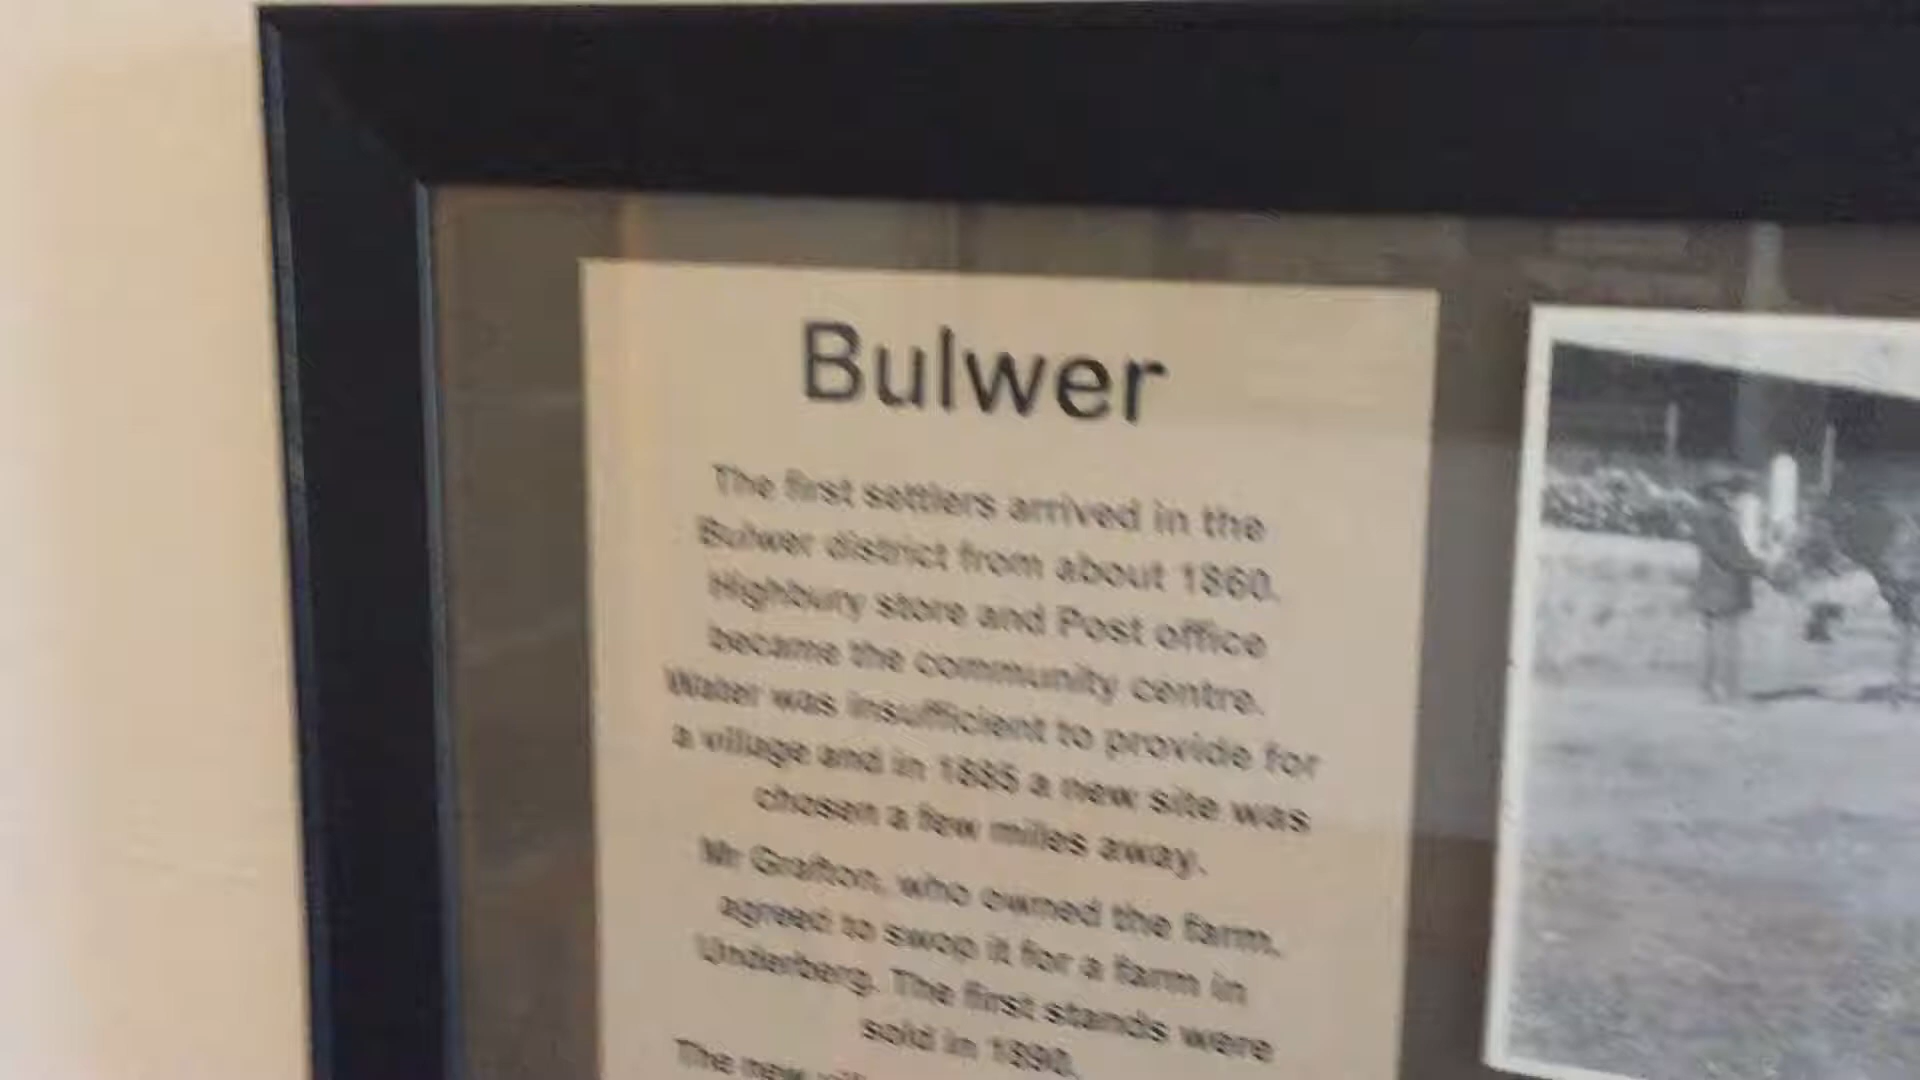 Bulwer
The first settlers arrived in the
Bulwer district from about 1860.
Highbury store and Post office
became the community centre.
Water was insufficient to provide for
a village and in 1885 a new site was
chosen a few miles away.
Mr Grafton, who owned the farm,
agreed to swop it for a farm in
Underberg. The first stands were
sold in 1890.
The new